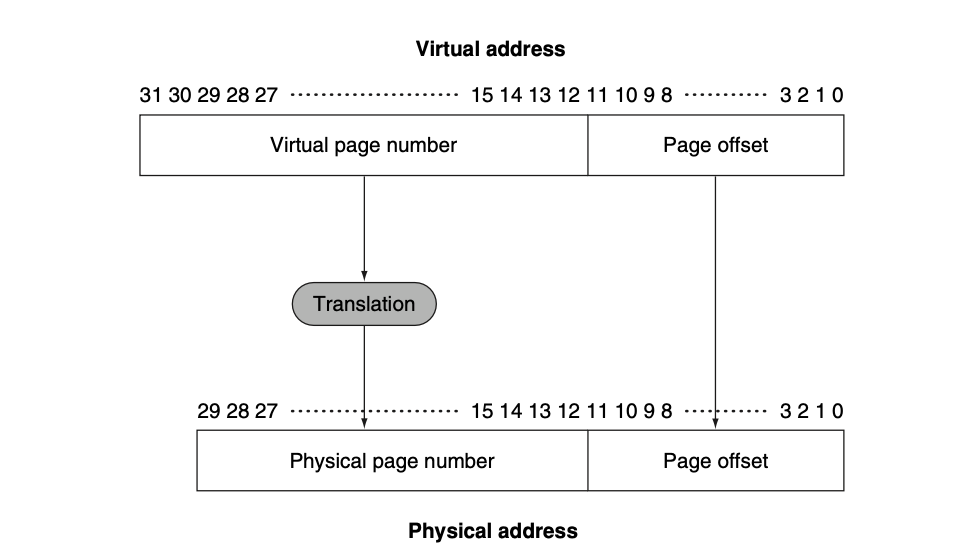 Virtual address
31 30 29 28 27 ······················ 15 14 13 12 11 10 9 8 ··········· 3 2 1 0
Virtual page number Page offset
Translation
29 28 27 ······················ 15 14 13 12 11 10 9 8 ··········· 3 2 1 0
Physical page number Page offset
Physical address